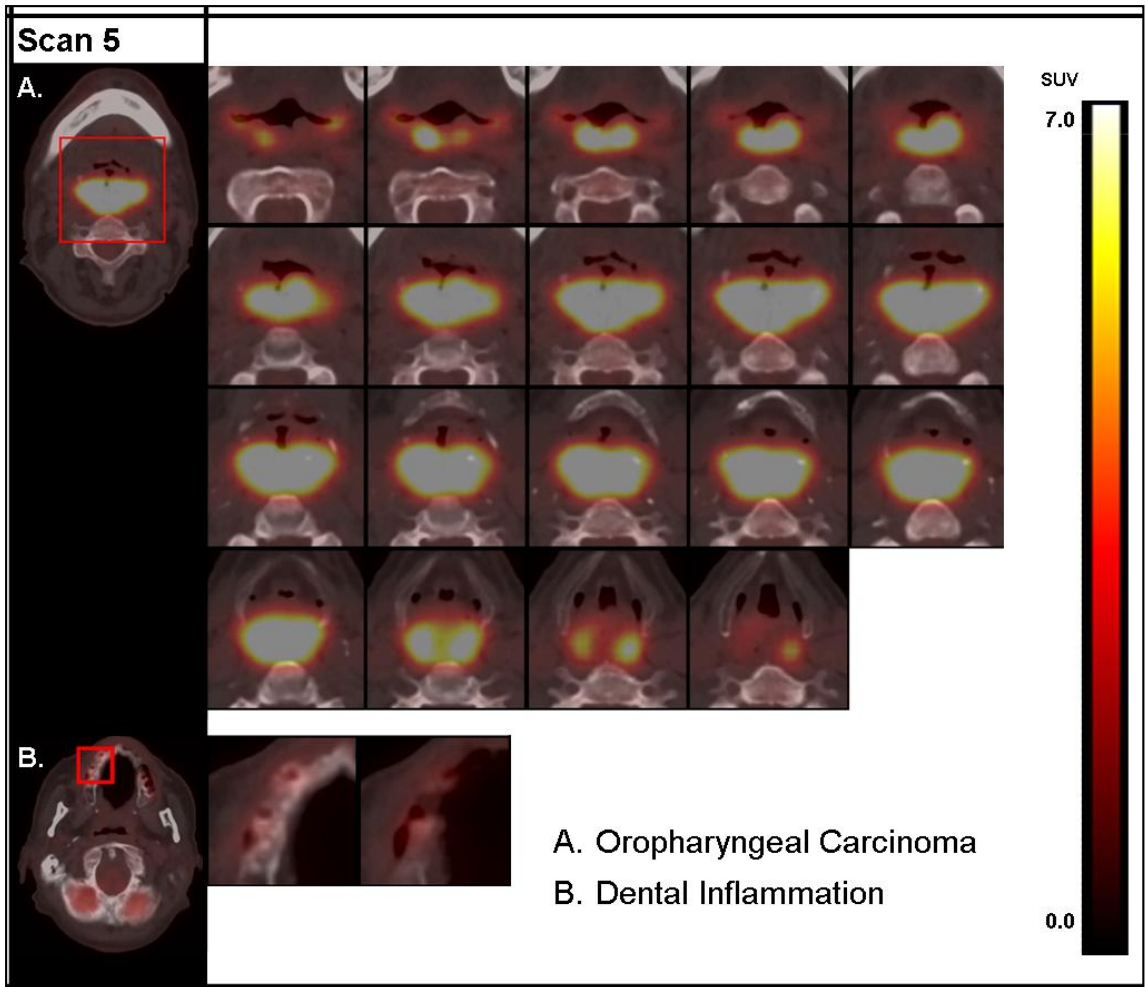 Scan 5
A.
SUV
7.0
B.
A. Oropharyngeal Carcinoma
B. Dental Inflammation
0.0